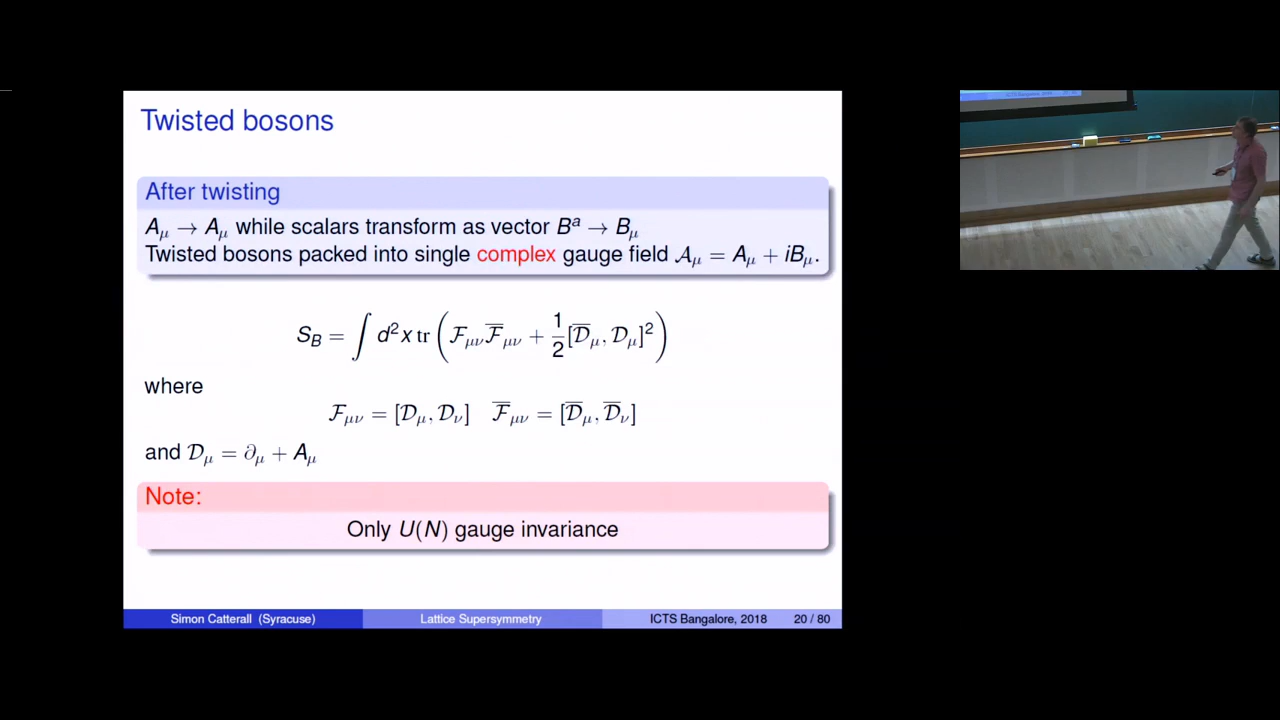 Twisted bosons
After twisting
A_μ → A_μ while scalars transform as vector B^a → B_μ
Twisted bosons packed into single complex gauge field 𝒜_μ = A_μ + iB_μ.
S_B = ∫ d²x tr ( ℱ_μν ℱ̅_μν + 1/2 [𝒟̅_μ, 𝒟_μ]² )
where
ℱ_μν = [𝒟_μ, 𝒟_ν] ℱ̅_μν = [𝒟̅_μ, 𝒟̅_ν]
and 𝒟_μ = ∂_μ + A_μ
Note:
Only U(N) gauge invariance
Simon Catterall (Syracuse) Lattice Supersymmetry ICTS Bangalore, 2018 20 / 80